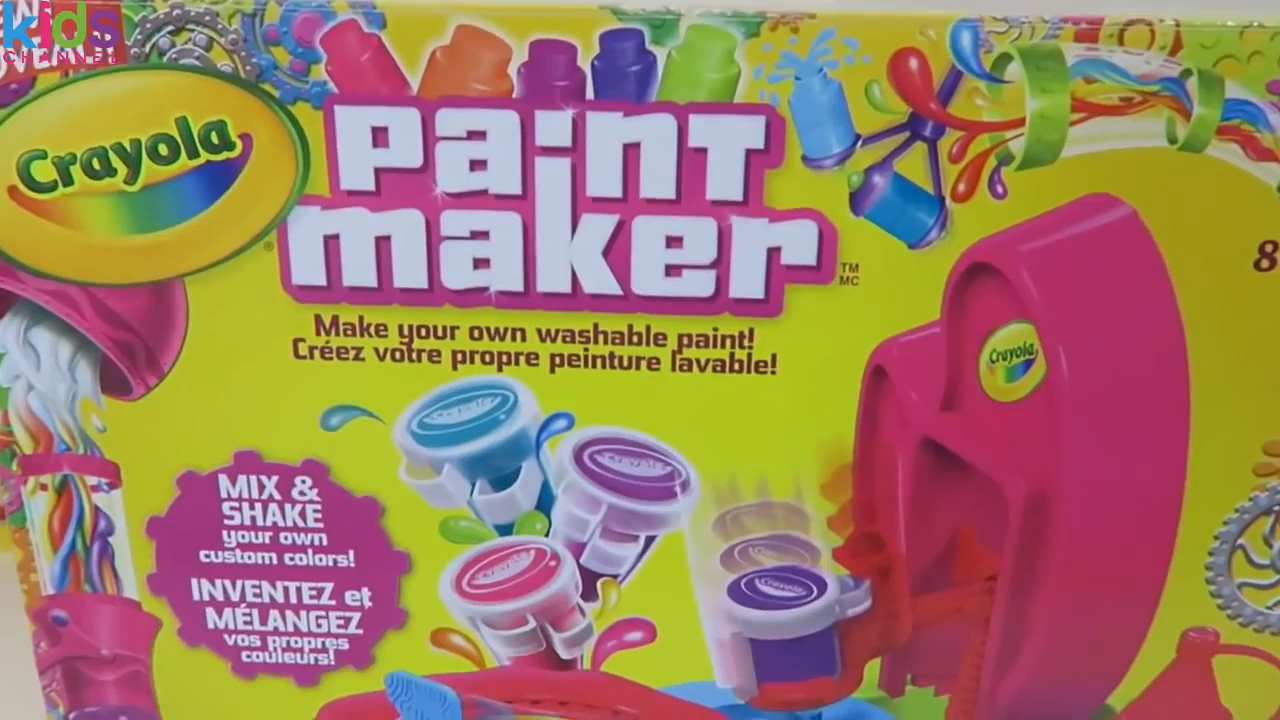 kids
CHANNEL
Crayola
Paint
maker
TM
MC
8
Make your own washable paint!
Créez votre propre peinture lavable!
Crayola
Crayola
Crayola
Crayola
Crayola
MIX &
SHAKE
your own
custom colors!
INVENTEZ et
MÉLANGEZ
vos propres
couleurs!